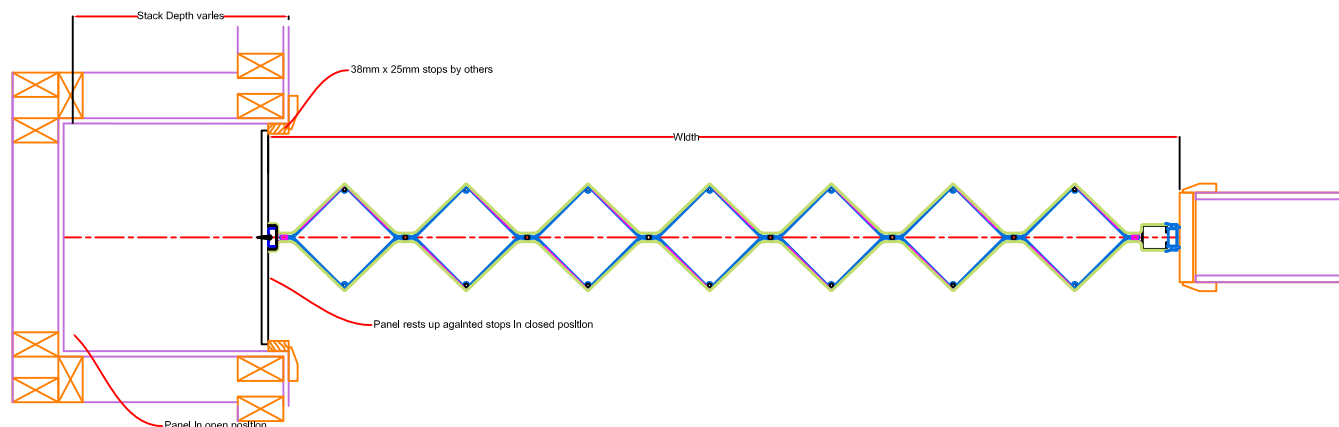 Stack Depth varies
38mm x 25mm stops by others
Width
Panel rests up againted stops in closed position
Panel in open position